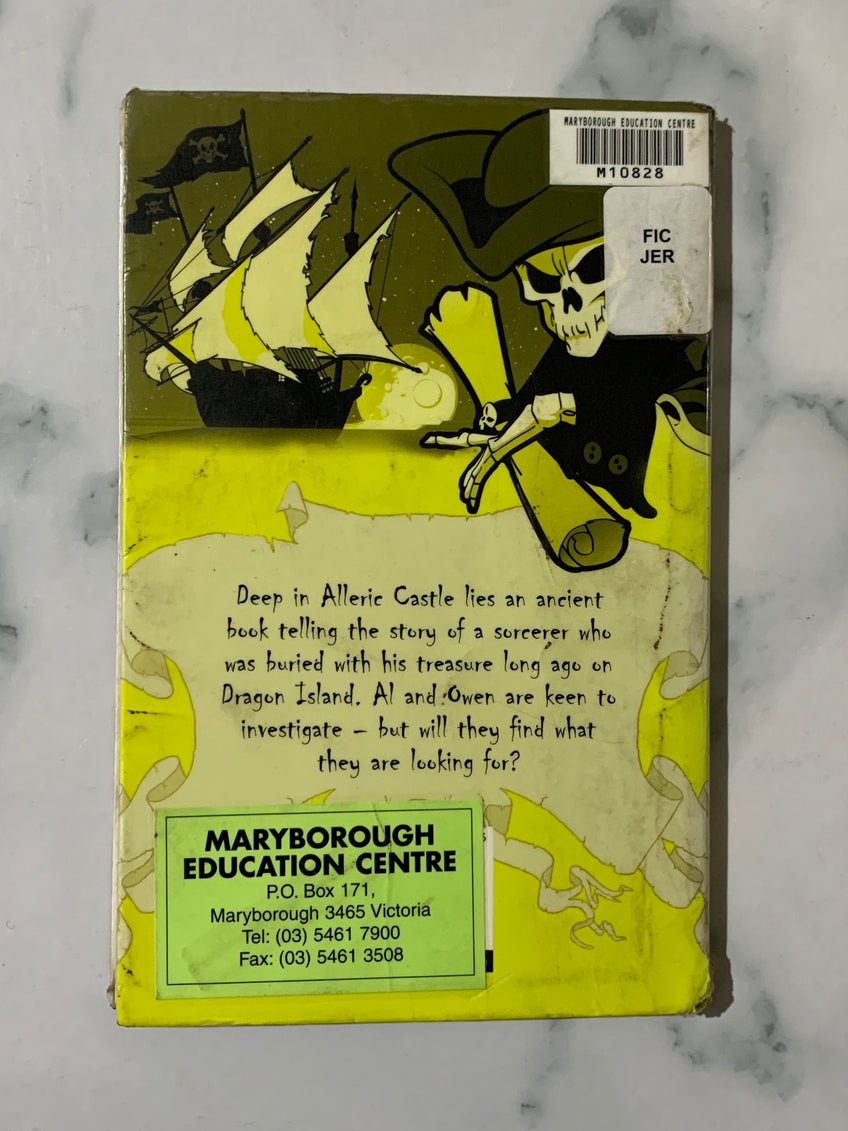 MARYBOROUGH EDUCATION CENTRE
M10828
FIC
JER
Deep in Alleric Castle lies an ancient
book telling the story of a sorcerer who
was buried with his treasure long ago on
Dragon Island. Al and Owen are keen to
investigate – but will they find what
they are looking for?
MARYBOROUGH
EDUCATION CENTRE
P.O. Box 171,
Maryborough 3465 Victoria
Tel: (03) 5461 7900
Fax: (03) 5461 3508